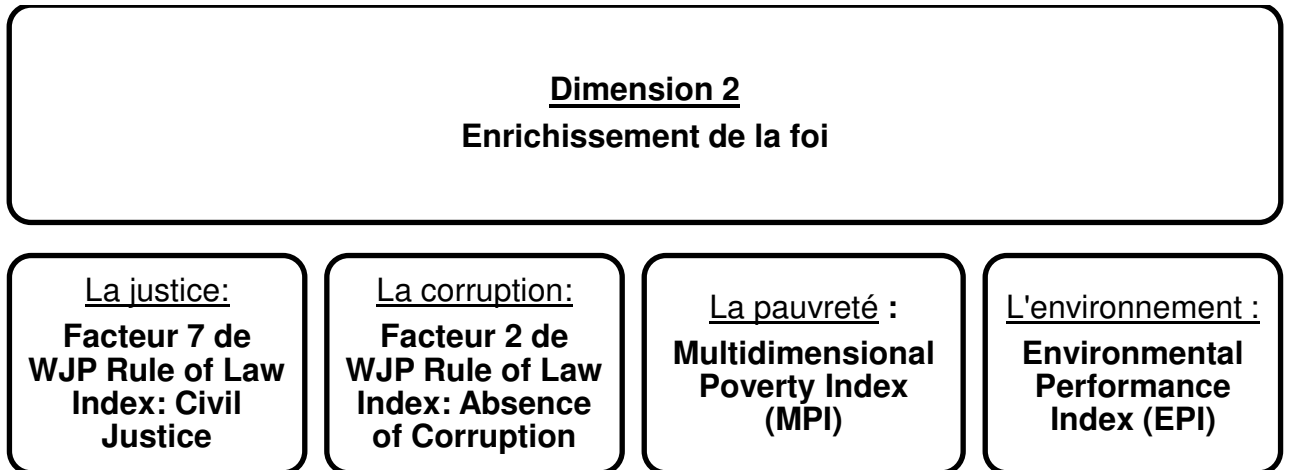 Dimension 2
Enrichissement de la foi
La justice:
Facteur 7 de
WJP Rule of Law
Index: Civil
Justice
La corruption:
Facteur 2 de
WJP Rule of Law
Index: Absence
of Corruption
La pauvreté :
Multidimensional
Poverty Index
(MPI)
L'environnement :
Environmental
Performance
Index (EPI)